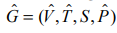 Ĝ = (V̂, T̂, S, P̂)